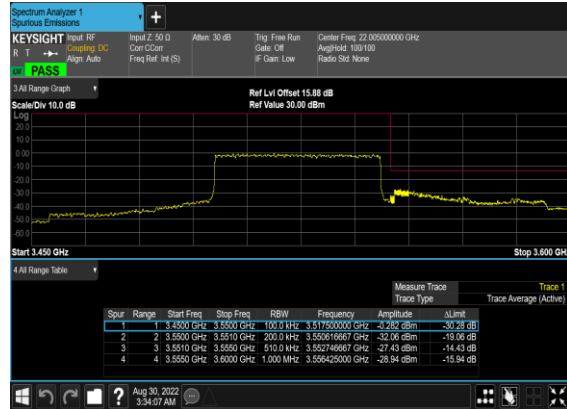 Spectrum Analyzer 1
Spurious Emissions
+
KEYSIGHT Input: RF Input Z: 50 Ω Atten: 30 dB Trig: Free Run Center Freq: 22.005000000 GHz
R T Coupling: DC Corr CCorr Gate: Off Avg|Hold: 100/100
Align: Auto Freq Ref: Int (S) IF Gain: Low Radio Std: None
PASS
3 All Range Graph
Ref Lvl Offset 15.88 dB
Scale/Div 10.0 dB Ref Value 30.00 dBm
Log
20.0
10.0
0.00
-10.0
-20.0
-30.0
-40.0
-50.0
-60.0
Start 3.450 GHz Stop 3.600 GH
4 All Range Table
Measure Trace Trace 1
Trace Type Trace Average (Active)
Spur Range Start Freq Stop Freq RBW Frequency Amplitude ΔLimit
1 1 3.4500 GHz 3.5500 GHz 100.0 kHz 3.517500000 GHz -0.282 dBm -30.28 dB
2 2 3.5500 GHz 3.5510 GHz 200.0 kHz 3.550616667 GHz -32.06 dBm -19.06 dB
3 3 3.5510 GHz 3.5550 GHz 510.0 kHz 3.552746667 GHz -27.43 dBm -14.43 dB
4 4 3.5550 GHz 3.6000 GHz 1.000 MHz 3.556425000 GHz -28.94 dBm -15.94 dB
? Aug 30, 2022
3:34:07 AM